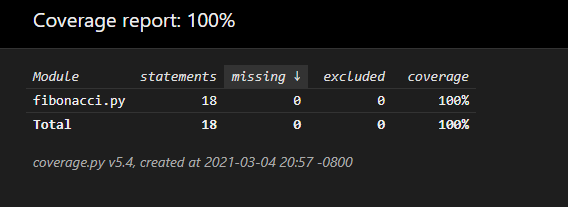 Coverage report: 100%
Module statements missing ↓ excluded coverage
fibonacci.py 18 0 0 100%
Total 18 0 0 100%
coverage.py v5.4, created at 2021-03-04 20:57 -0800